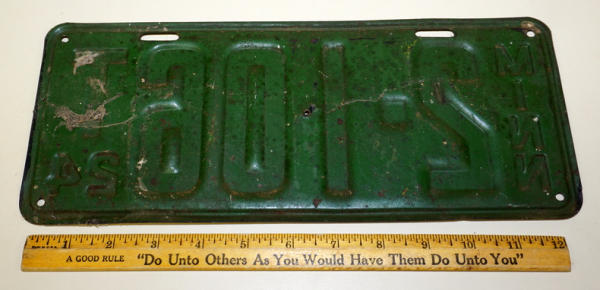 MINN
2-106
T
24
1 2 3 4 5 6 7 8 9 10 11 12
A GOOD RULE "Do Unto Others As You Would Have Them Do Unto You"